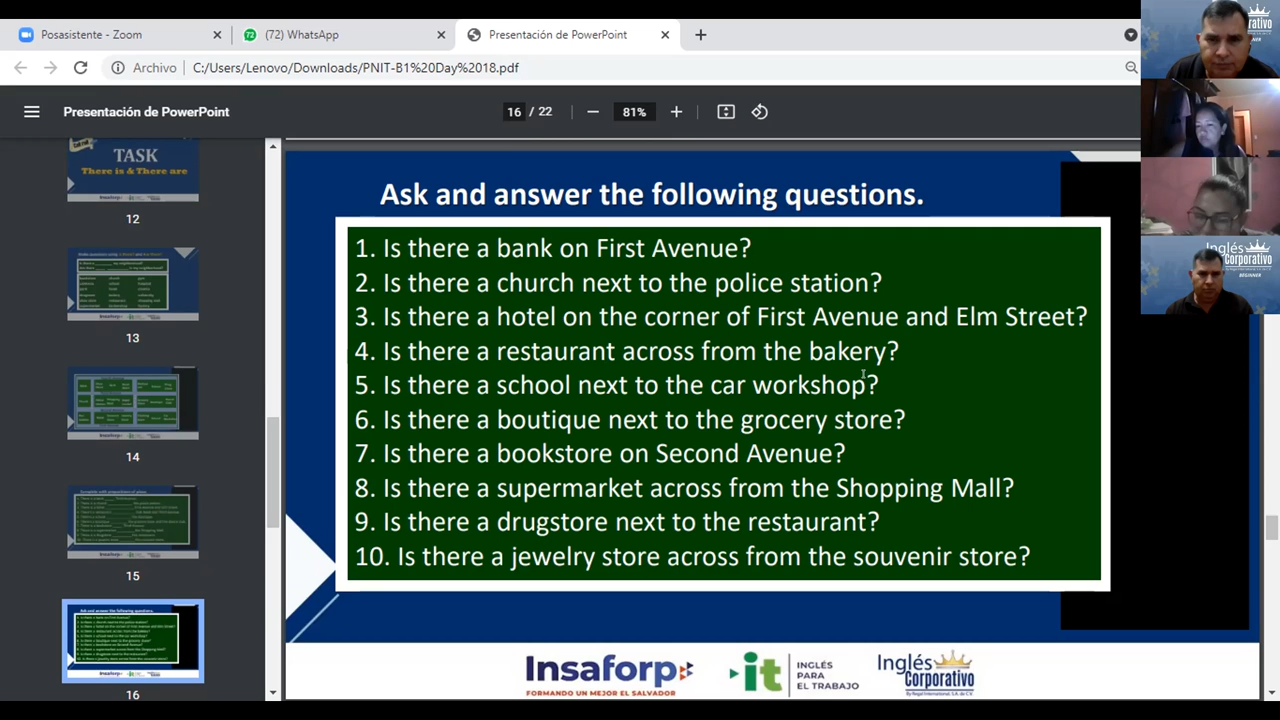 Posasistente - Zoom
(72) WhatsApp
Presentación de PowerPoint
Archivo
C:/Users/Lenovo/Downloads/PNIT-B1%20Day%2018.pdf
Presentación de PowerPoint
16 / 22
81%
TASK
There is & There are
12
13
14
15
16
Ask and answer the following questions.
1. Is there a bank on First Avenue?
2. Is there a church next to the police station?
3. Is there a hotel on the corner of First Avenue and Elm Street?
4. Is there a restaurant across from the bakery?
5. Is there a school next to the car workshop?
6. Is there a boutique next to the grocery store?
7. Is there a bookstore on Second Avenue?
8. Is there a supermarket across from the Shopping Mall?
9. Is there a drugstore next to the restaurant?
10. Is there a jewelry store across from the souvenir store?
Insaforp
FORMANDO UN MEJOR EL SALVADOR
it
INGLÉS
PARA
EL TRABAJO
Inglés
Corporativo
Inglés
Corporativo
BEGINNER